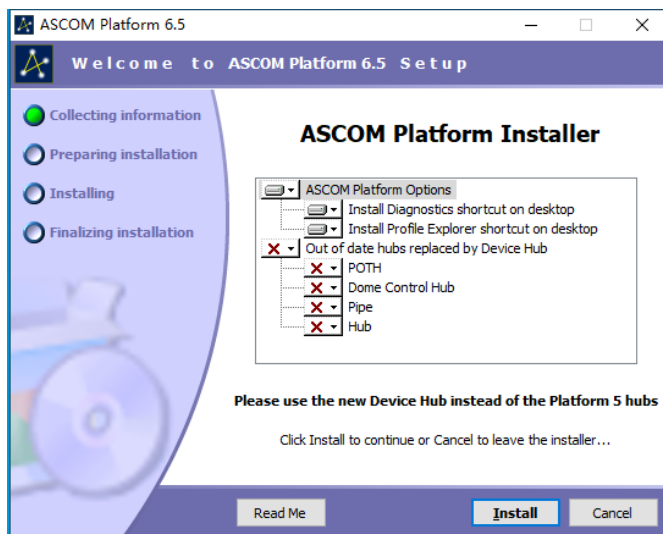 ASCOM Platform 6.5
Welcome to ASCOM Platform 6.5 Setup
Collecting information
Preparing installation
Installing
Finalizing installation
ASCOM Platform Installer
ASCOM Platform Options
Install Diagnostics shortcut on desktop
Install Profile Explorer shortcut on desktop
Out of date hubs replaced by Device Hub
POTH
Dome Control Hub
Pipe
Hub
Please use the new Device Hub instead of the Platform 5 hubs
Click Install to continue or Cancel to leave the installer...
Read Me
Install
Cancel